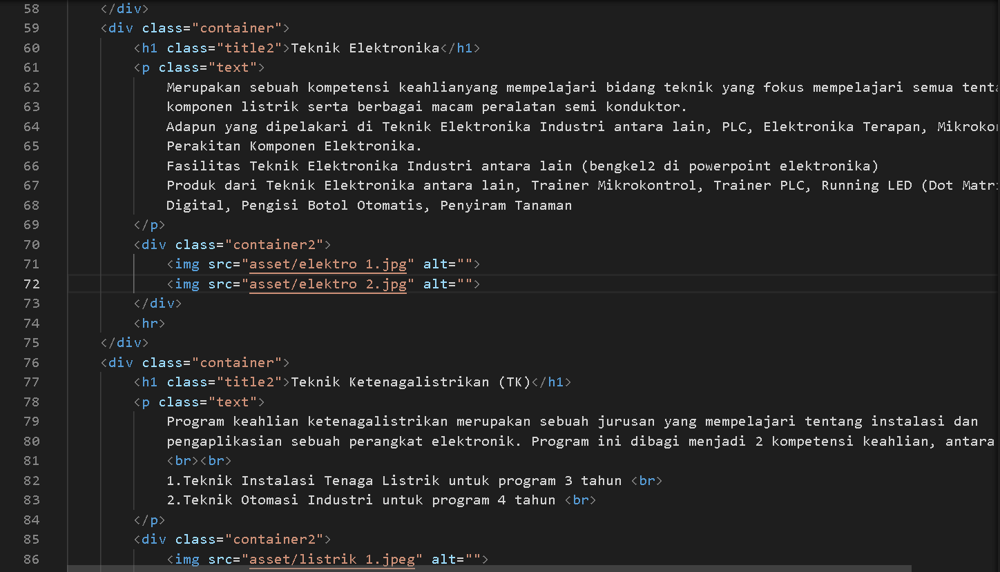 58 </div>
59 <div class="container">
60 <h1 class="title2">Teknik Elektronika</h1>
61 <p class="text">
62 Merupakan sebuah kompetensi keahlianyang mempelajari bidang teknik yang fokus mempelajari semua
63 komponen listrik serta berbagai macam peralatan semi konduktor.
64 Adapun yang dipelakari di Teknik Elektronika Industri antara lain, PLC, Elektronika Terapan,
65 Perakitan Komponen Elektronika.
66 Fasilitas Teknik Elektronika Industri antara lain (bengkel2 di powerpoint elektronika)
67 Produk dari Teknik Elektronika antara lain, Trainer Mikrokontrol, Trainer PLC, Running LED (Dot
68 Digital, Pengisi Botol Otomatis, Penyiram Tanaman
69 </p>
70 <div class="container2">
71 <img src="asset/elektro 1.jpg" alt="">
72 <img src="asset/elektro 2.jpg" alt="">
73 </div>
74 <hr>
75 </div>
76 <div class="container">
77 <h1 class="title2">Teknik Ketenagalistrikan (TK)</h1>
78 <p class="text">
79 Program keahlian ketenagalistrikan merupakan sebuah jurusan yang mempelajari tentang instalasi dan
80 pengaplikasian sebuah perangkat elektronik. Program ini dibagi menjadi 2 kompetensi keahlian, antara
81 <br><br>
82 1.Teknik Instalasi Tenaga Listrik untuk program 3 tahun <br>
83 2.Teknik Otomasi Industri untuk program 4 tahun <br>
84 </p>
85 <div class="container2">
86 <img src="asset/listrik 1.jpeg" alt="">